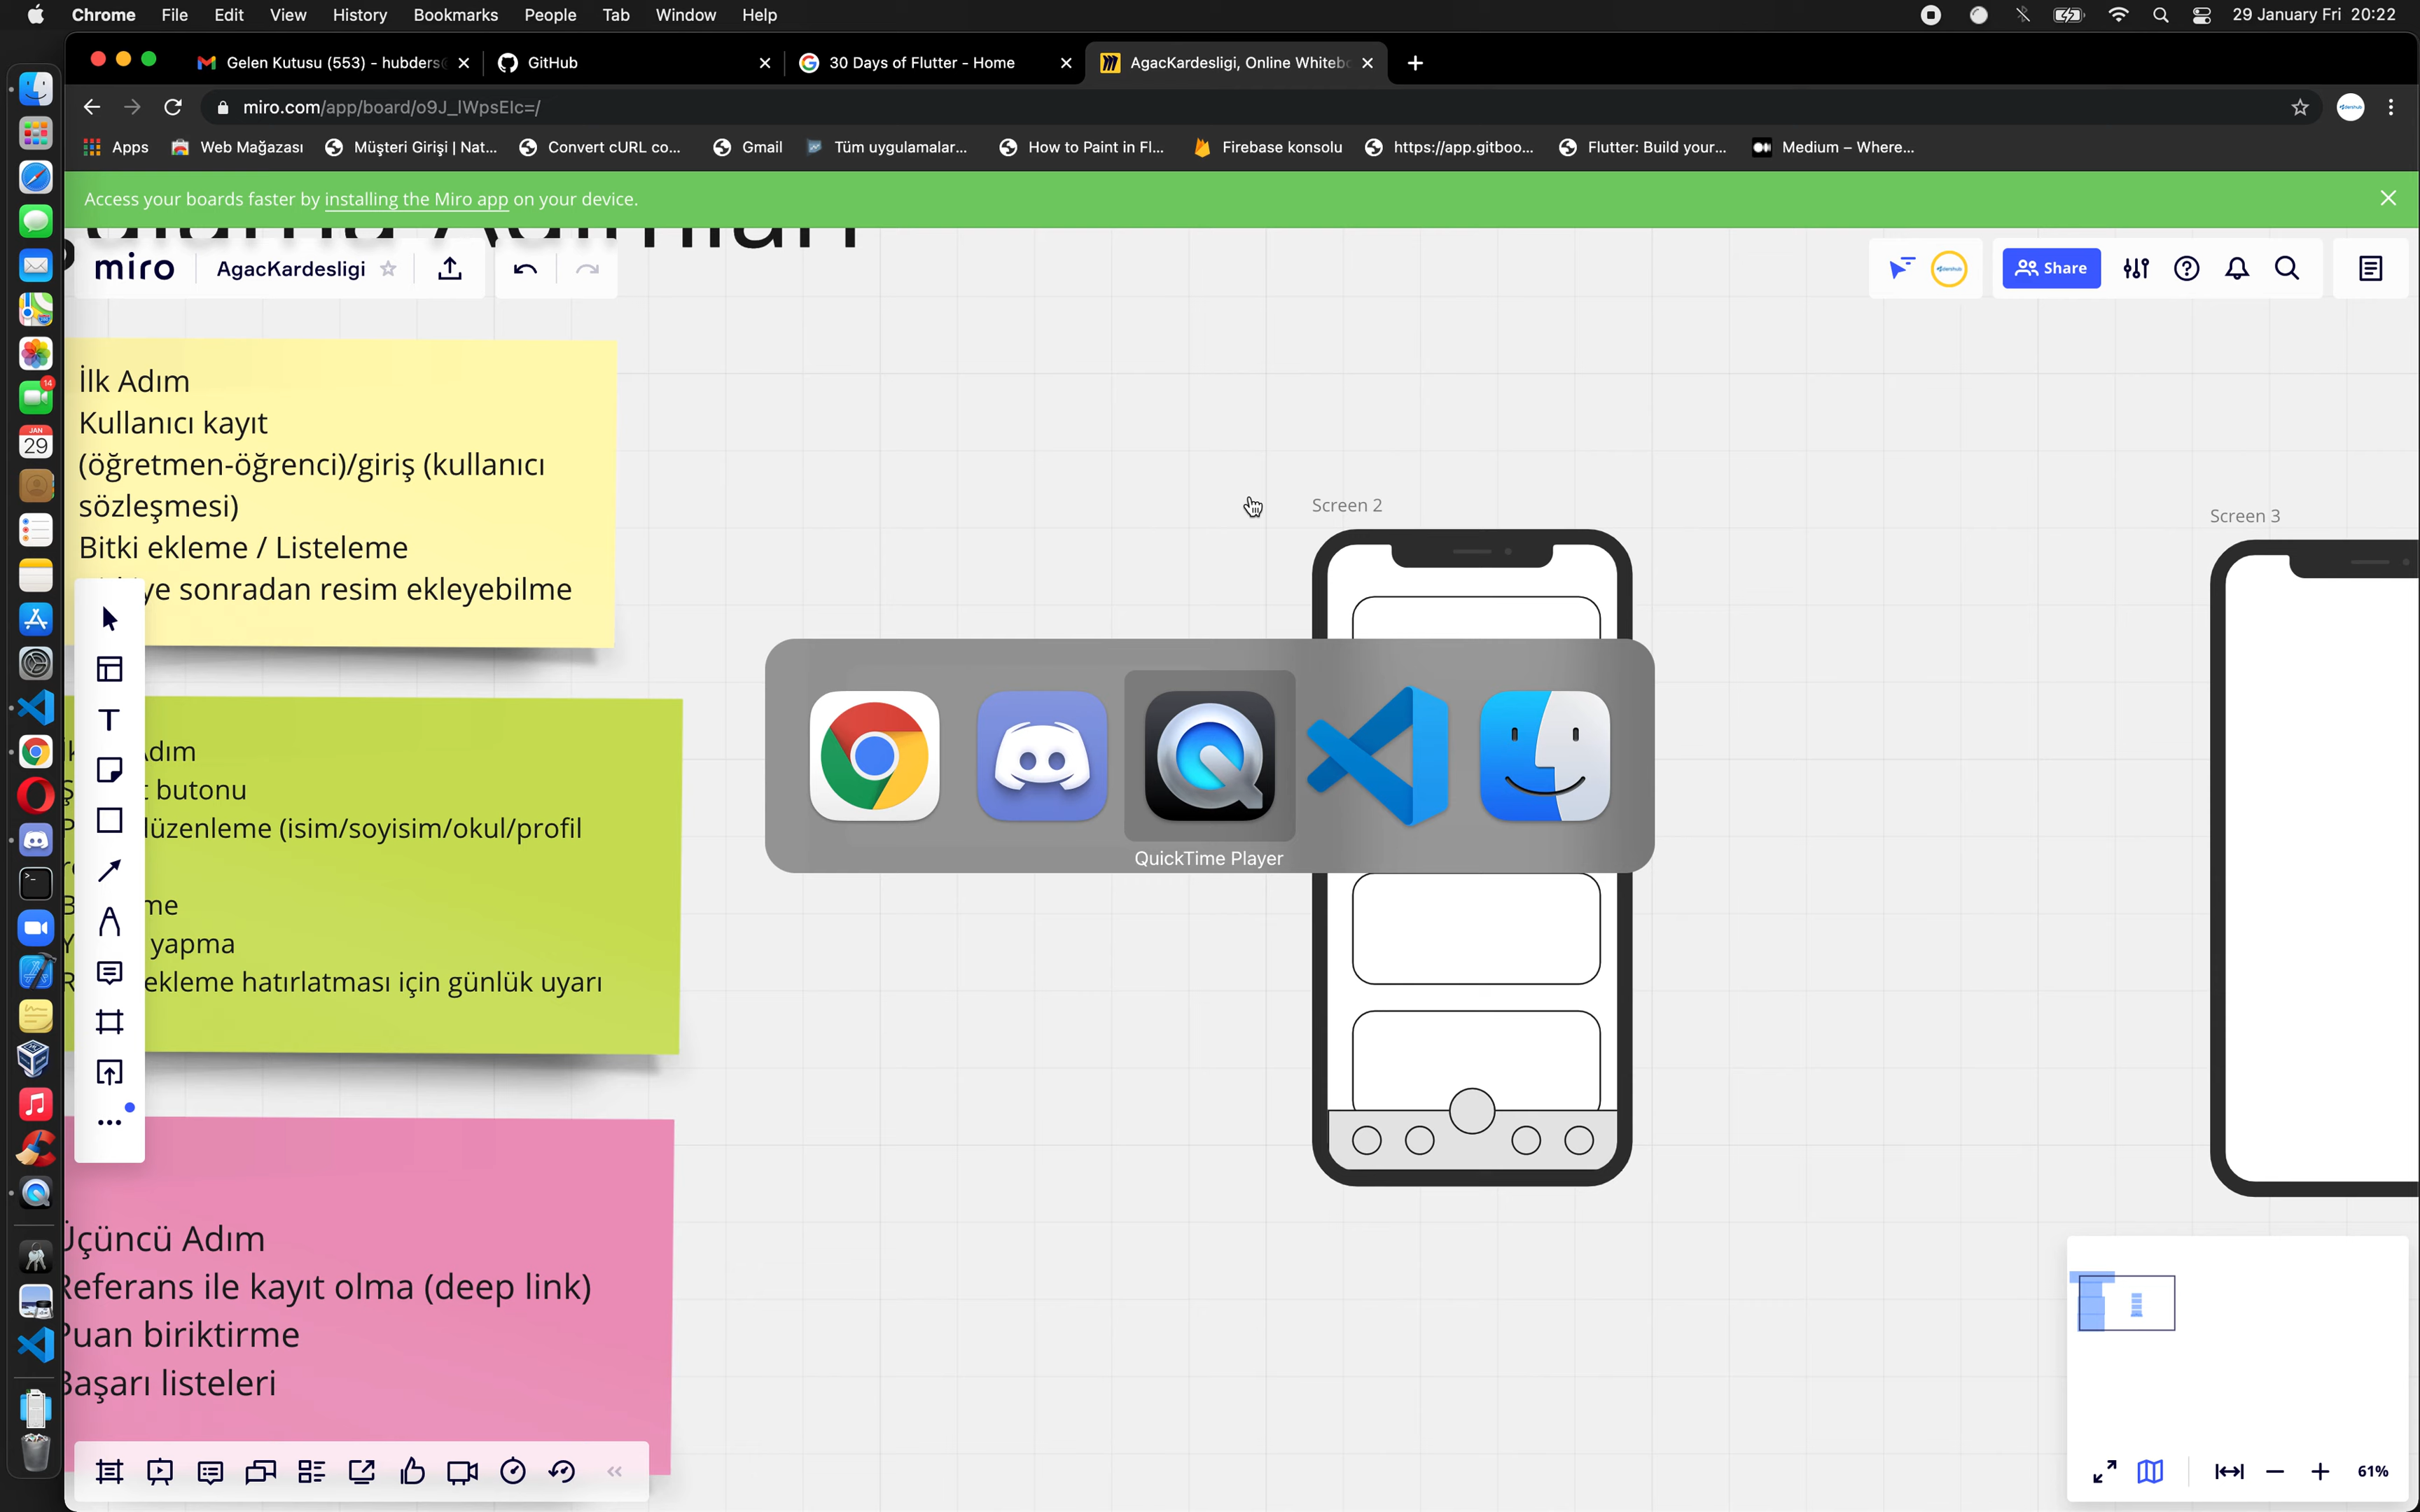 Chrome File Edit View History Bookmarks People Tab Window Help
29 January Fri 20:22
Gelen Kutusu (553) - hubders
GitHub
30 Days of Flutter - Home
AgacKardesligi, Online Whitebo
miro.com/app/board/o9J_lWpsElc=/
Apps
Web Mağazası
Müşteri Girişi | Nat...
Convert cURL co...
Gmail
Tüm uygulamalar...
How to Paint in Fl...
Firebase konsolu
https://app.gitboo...
Flutter: Build your...
Medium – Where...
Access your boards faster by installing the Miro app on your device.
miro
AgacKardesligi
Share
İlk Adım
Kullanıcı kayıt
(öğretmen-öğrenci)/giriş (kullanıcı
sözleşmesi)
Bitki ekleme / Listeleme
ye sonradan resim ekleyebilme
14
JAN
29
Screen 2
Screen 3
QuickTime Player
Adım
butonu
düzenleme (isim/soyisim/okul/profil
me
yapma
ekleme hatırlatması için günlük uyarı
Üçüncü Adım
Referans ile kayıt olma (deep link)
Puan biriktirme
Başarı listeleri
61%